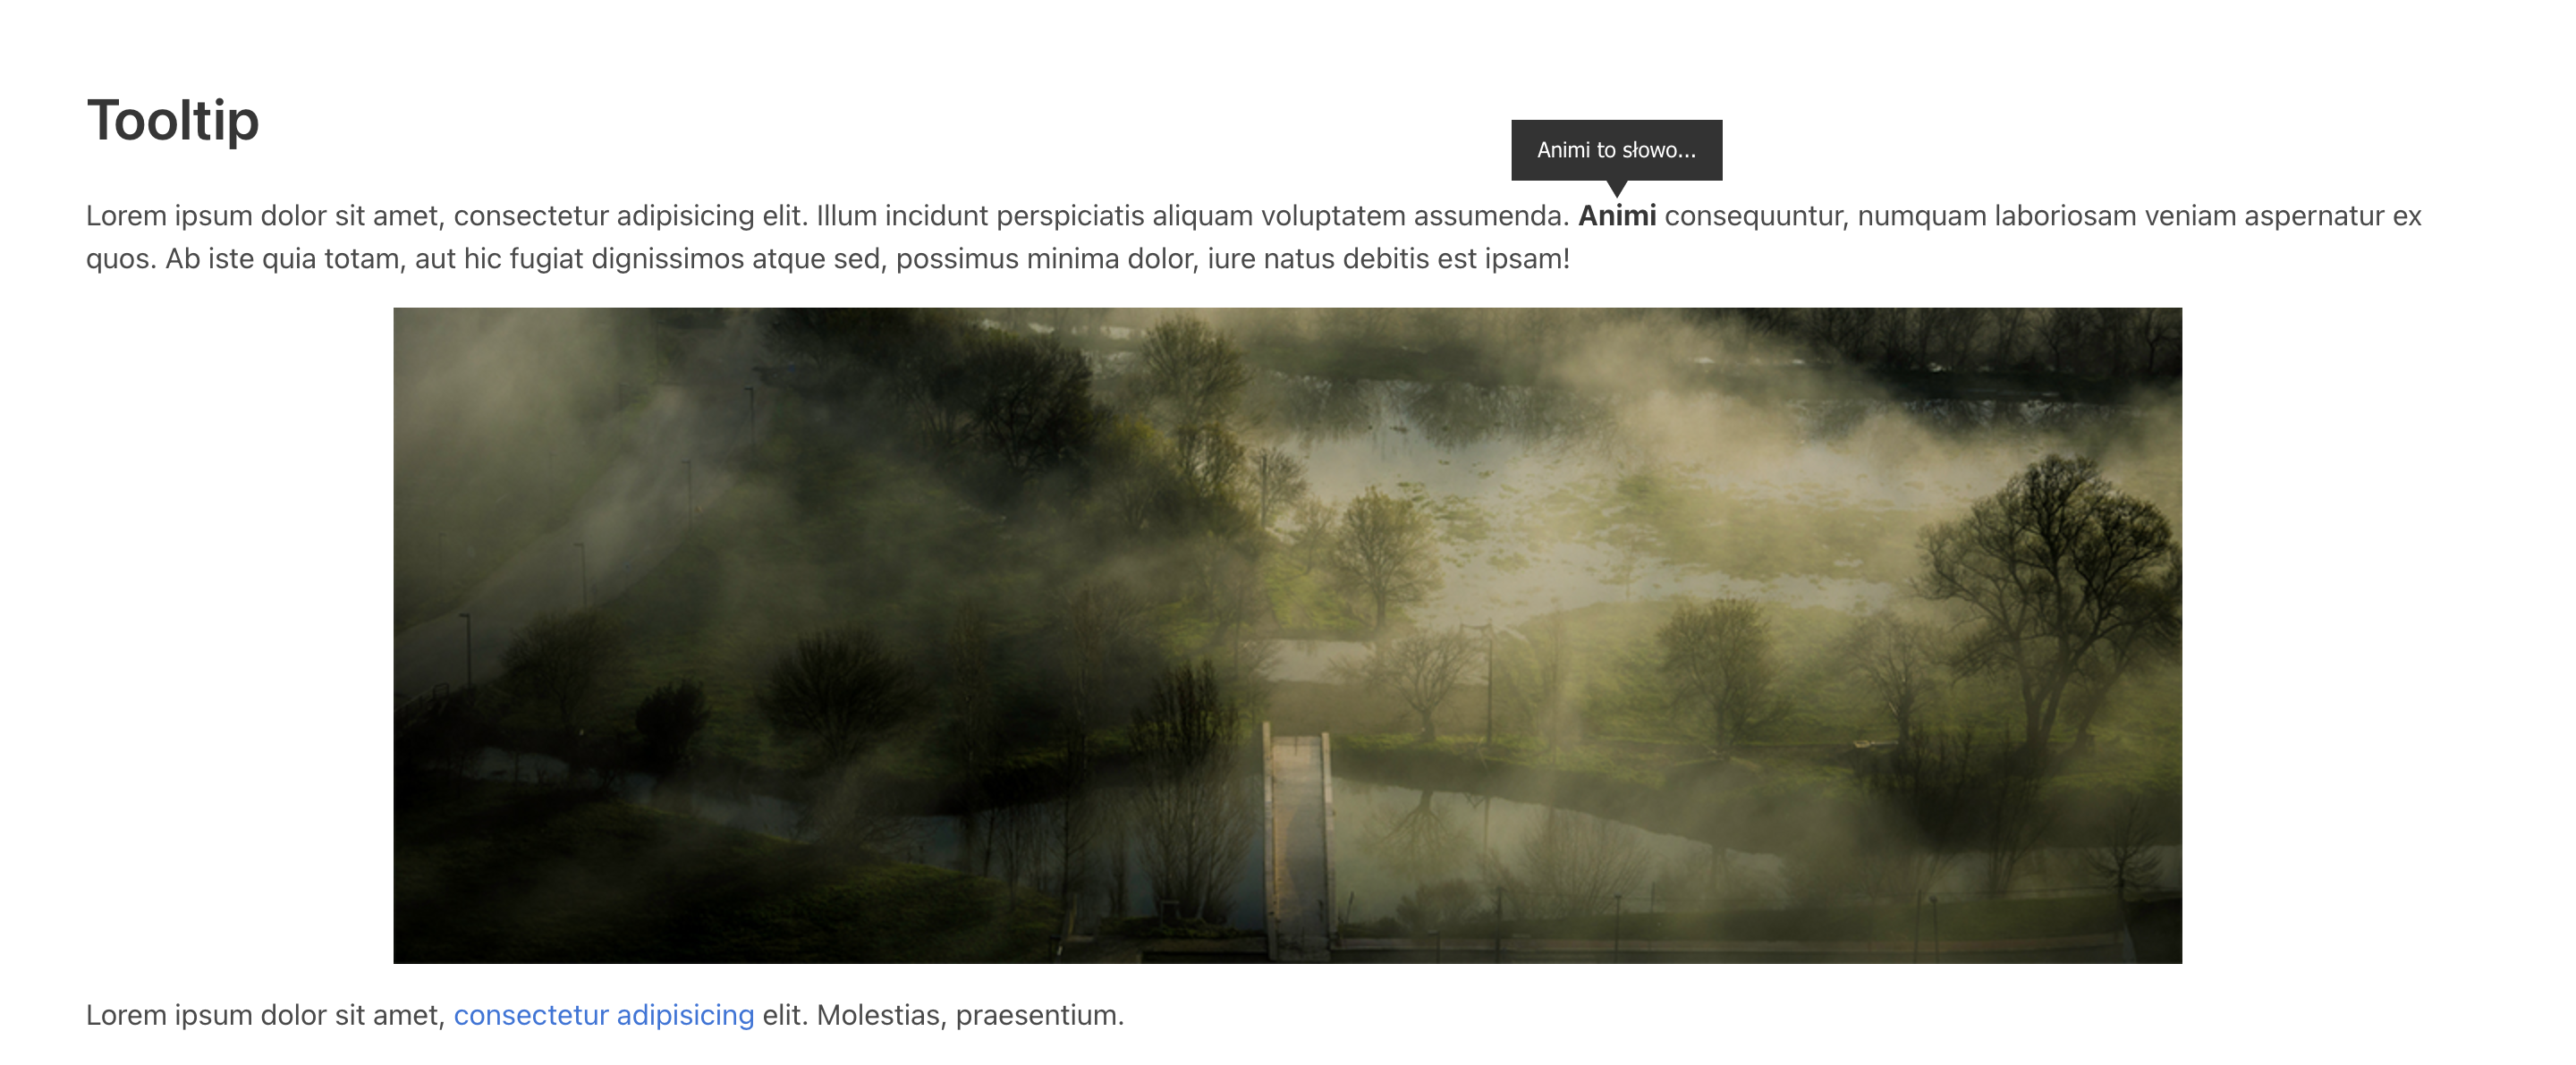 Tooltip
Animi to słowo...
Lorem ipsum dolor sit amet, consectetur adipisicing elit. Illum incidunt perspiciatis aliquam voluptatem assumenda. Animi consequuntur, numquam laboriosam veniam aspernatur ex
quos. Ab iste quia totam, aut hic fugiat dignissimos atque sed, possimus minima dolor, iure natus debitis est ipsam!
Lorem ipsum dolor sit amet, consectetur adipisicing elit. Molestias, praesentium.